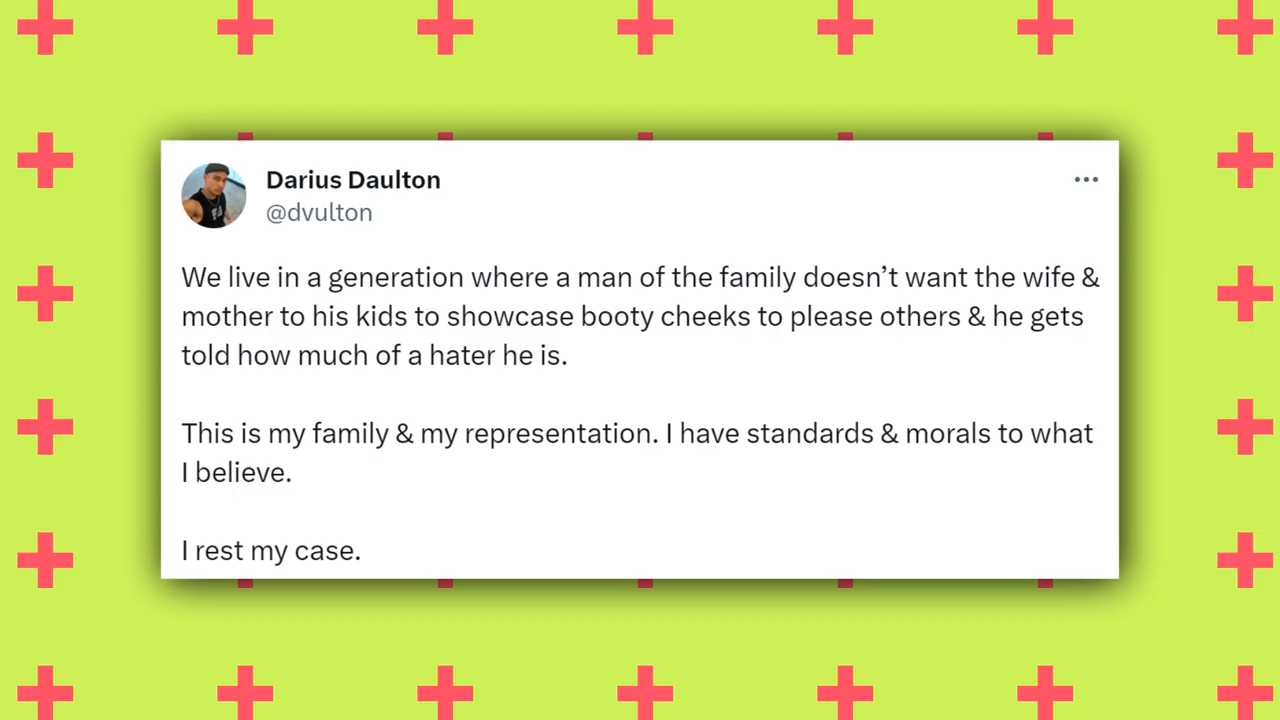 Darius Daulton
@dvulton
We live in a generation where a man of the family doesn’t want the wife &
mother to his kids to showcase booty cheeks to please others & he gets
told how much of a hater he is.
This is my family & my representation. I have standards & morals to what
I believe.
I rest my case.